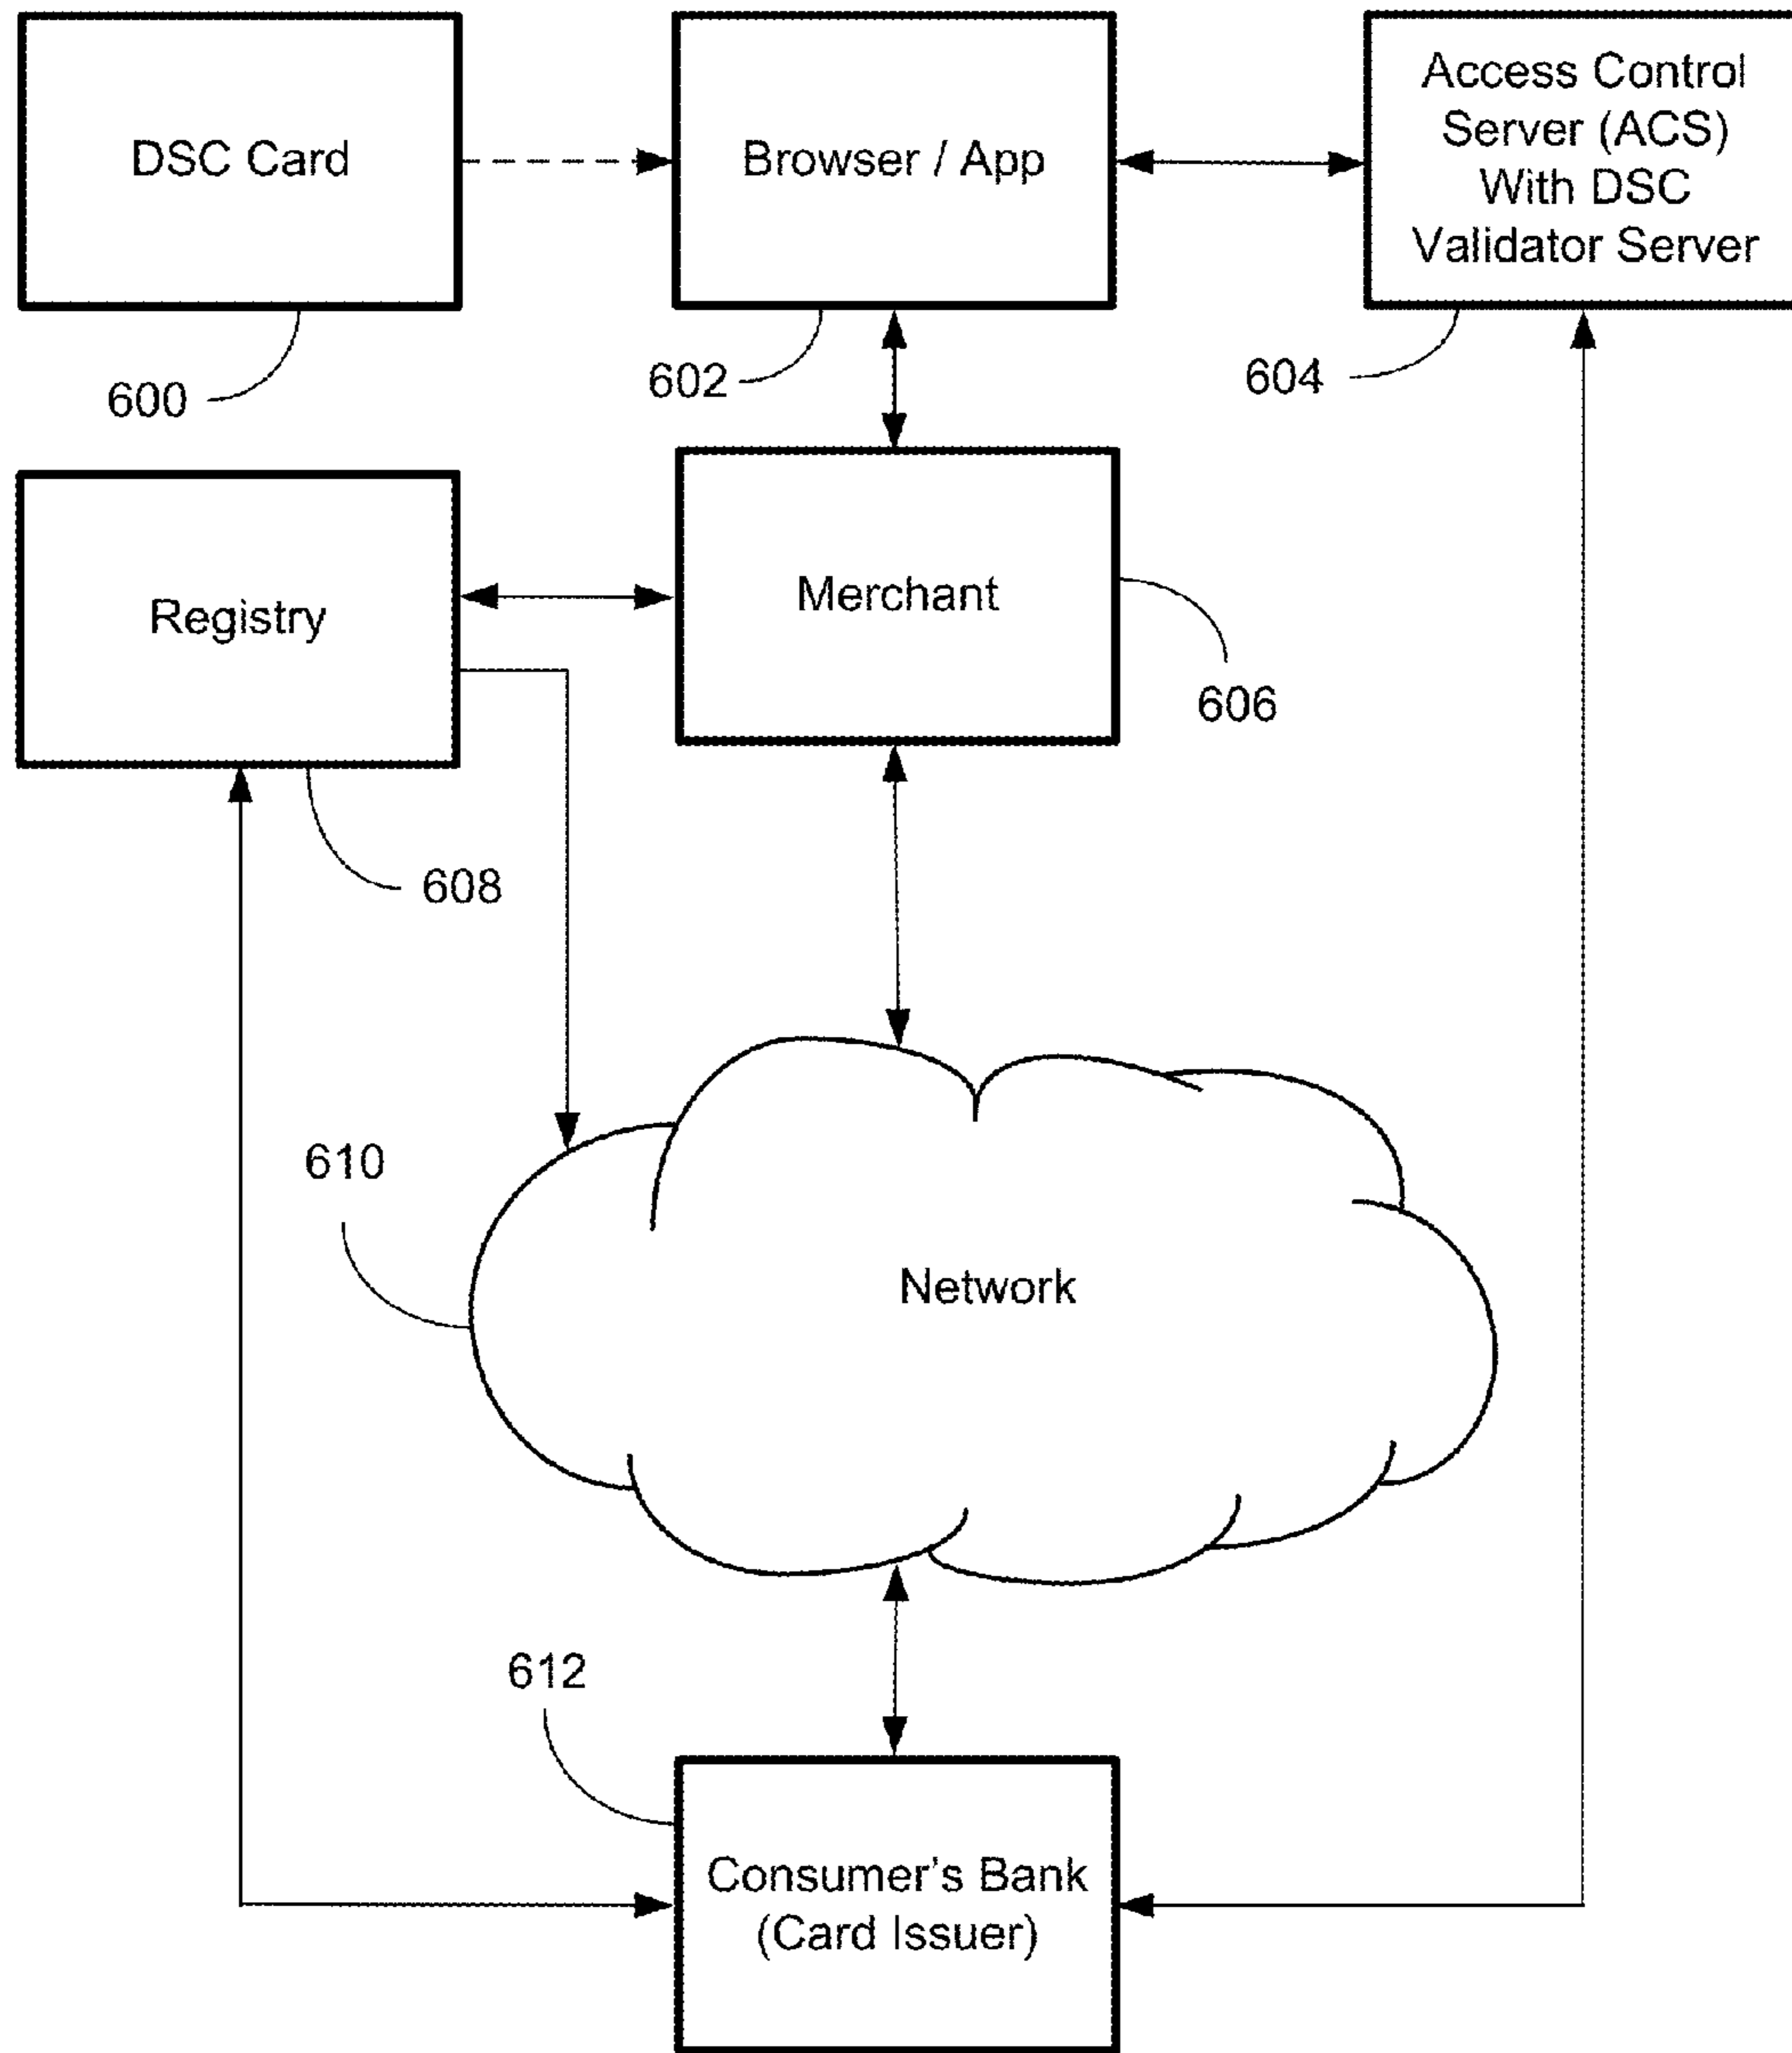 DSC Card
Browser / App
Access Control
Server (ACS)
With DSC
Validator Server
600
602
604
Registry
Merchant
606
608
610
Network
612
Consumer's Bank
(Card Issuer)